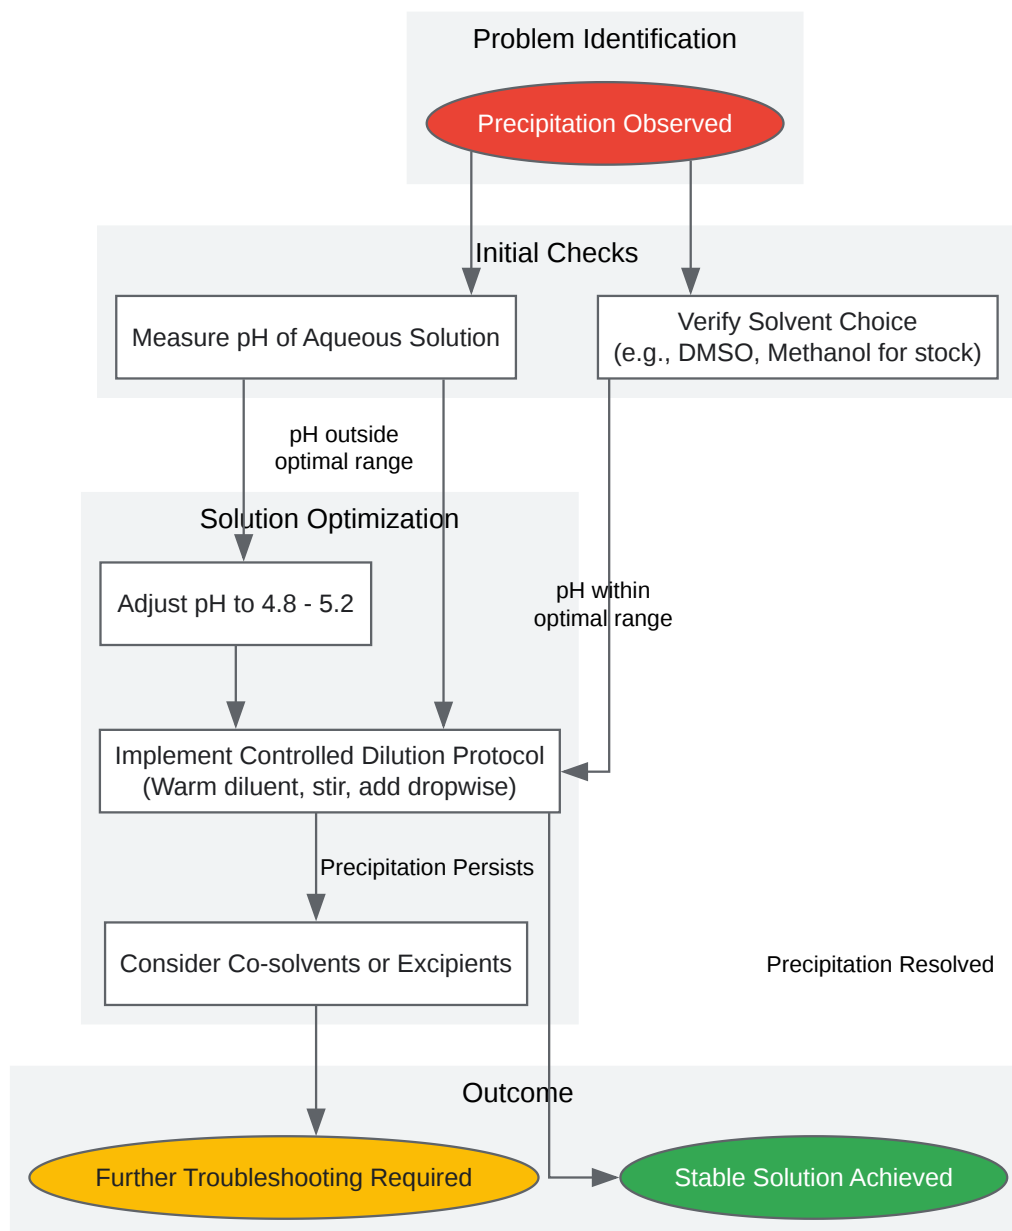 Problem Identification
Precipitation Observed
Initial Checks
Measure pH of Aqueous Solution
Verify Solvent Choice
(e.g., DMSO, Methanol for stock)
pH outside
optimal range
Solution Optimization
Adjust pH to 4.8 - 5.2
pH within
optimal range
Implement Controlled Dilution Protocol
(Warm diluent, stir, add dropwise)
Precipitation Persists
Consider Co-solvents or Excipients
Precipitation Resolved
Outcome
Further Troubleshooting Required
Stable Solution Achieved